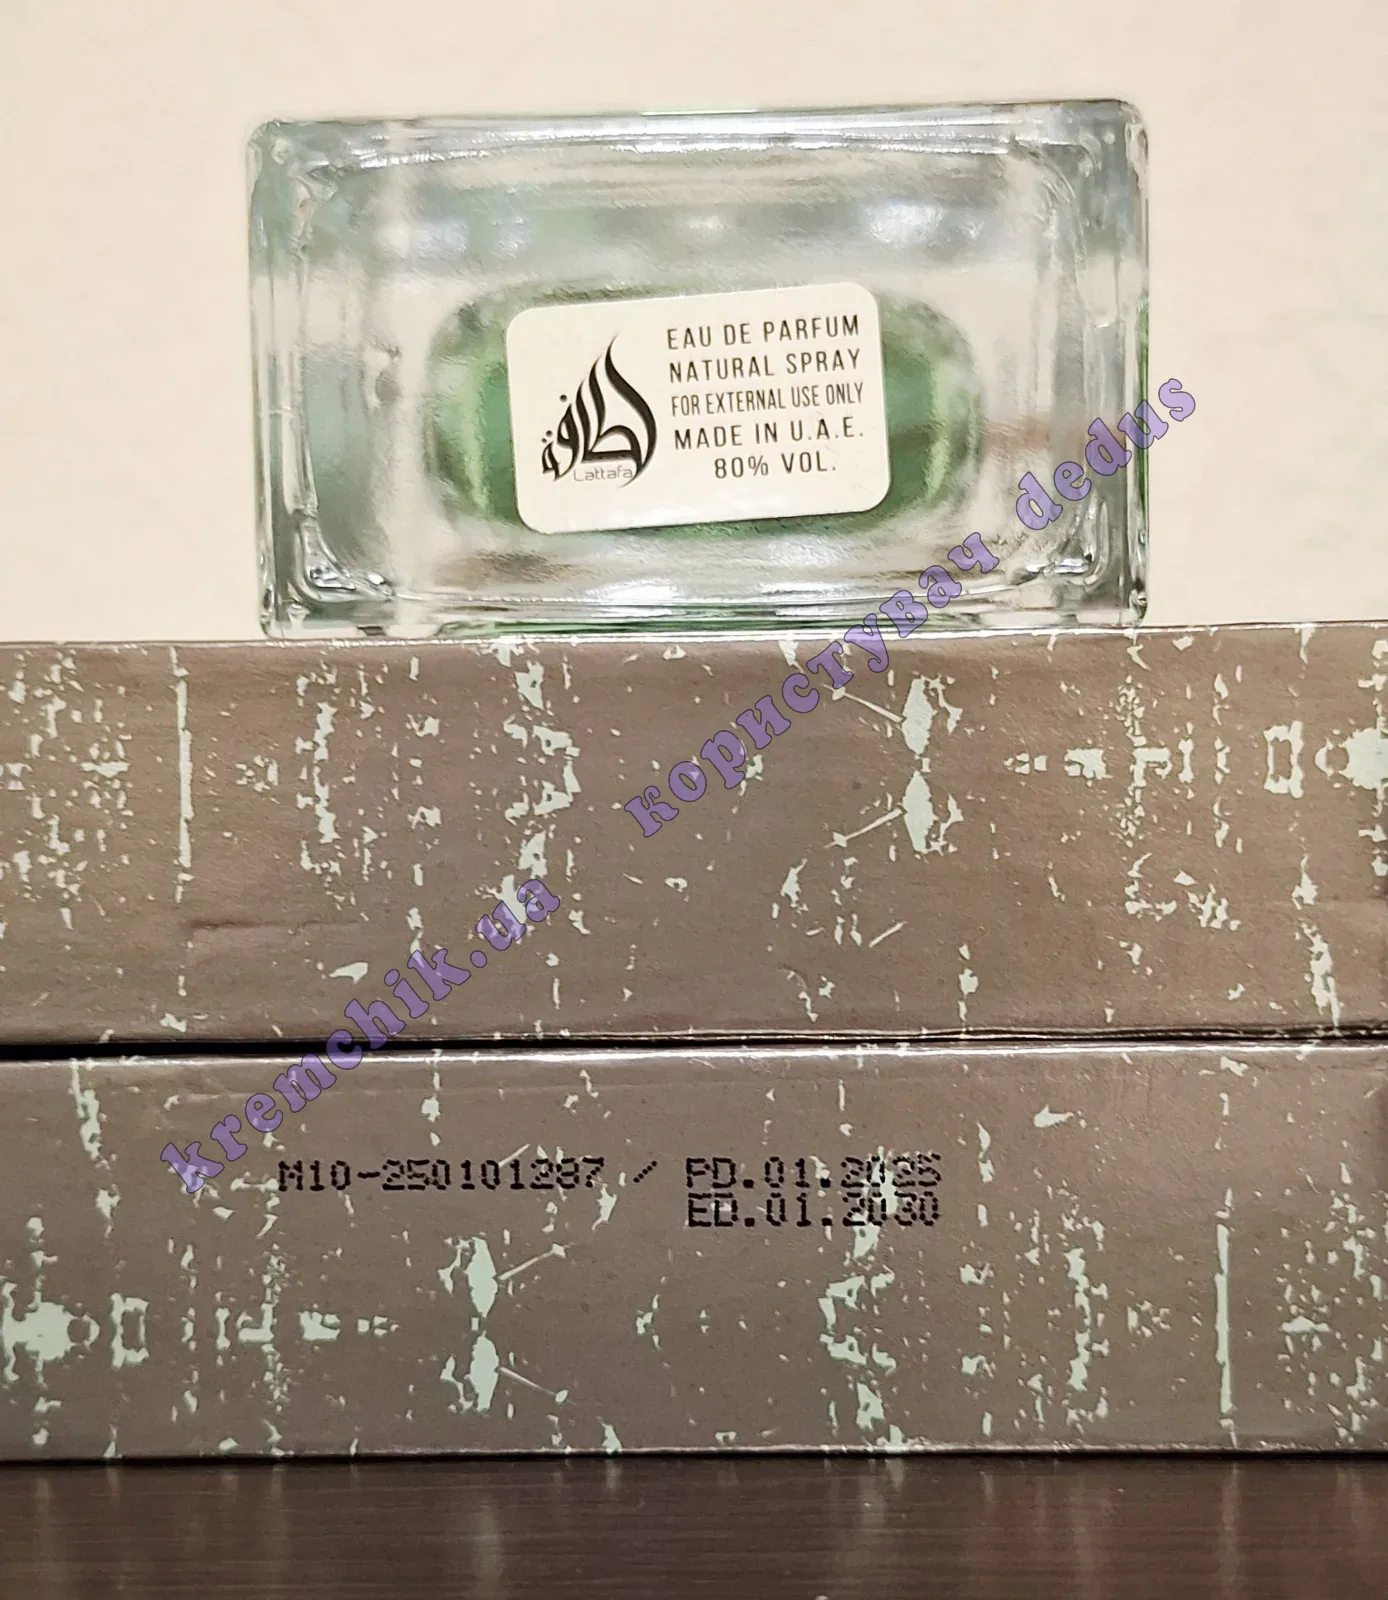 EAU DE PARFUM
NATURAL SPRAY
FOR EXTERNAL USE ONLY
MADE IN U.A.E.
80% VOL.
لطافة
Lattafa
kremchik.ua користувач dedus
M10-250101287 / PD.01.2025
ED.01.2030